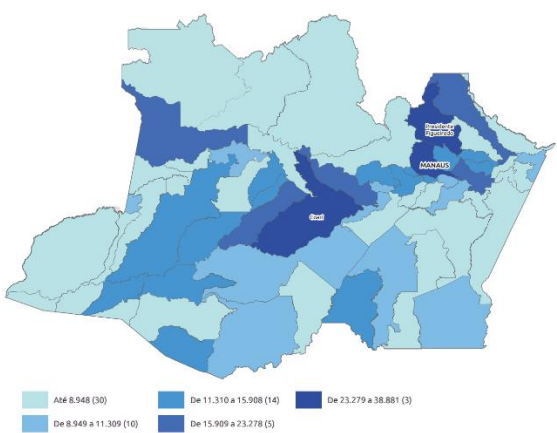 Presidente
Figueiredo
MANAUS
Coari
Até 8.948 (30)
De 11.310 a 15.908 (14)
De 23.279 a 38.881 (3)
De 8.949 a 11.309 (10)
De 15.909 a 23.278 (5)